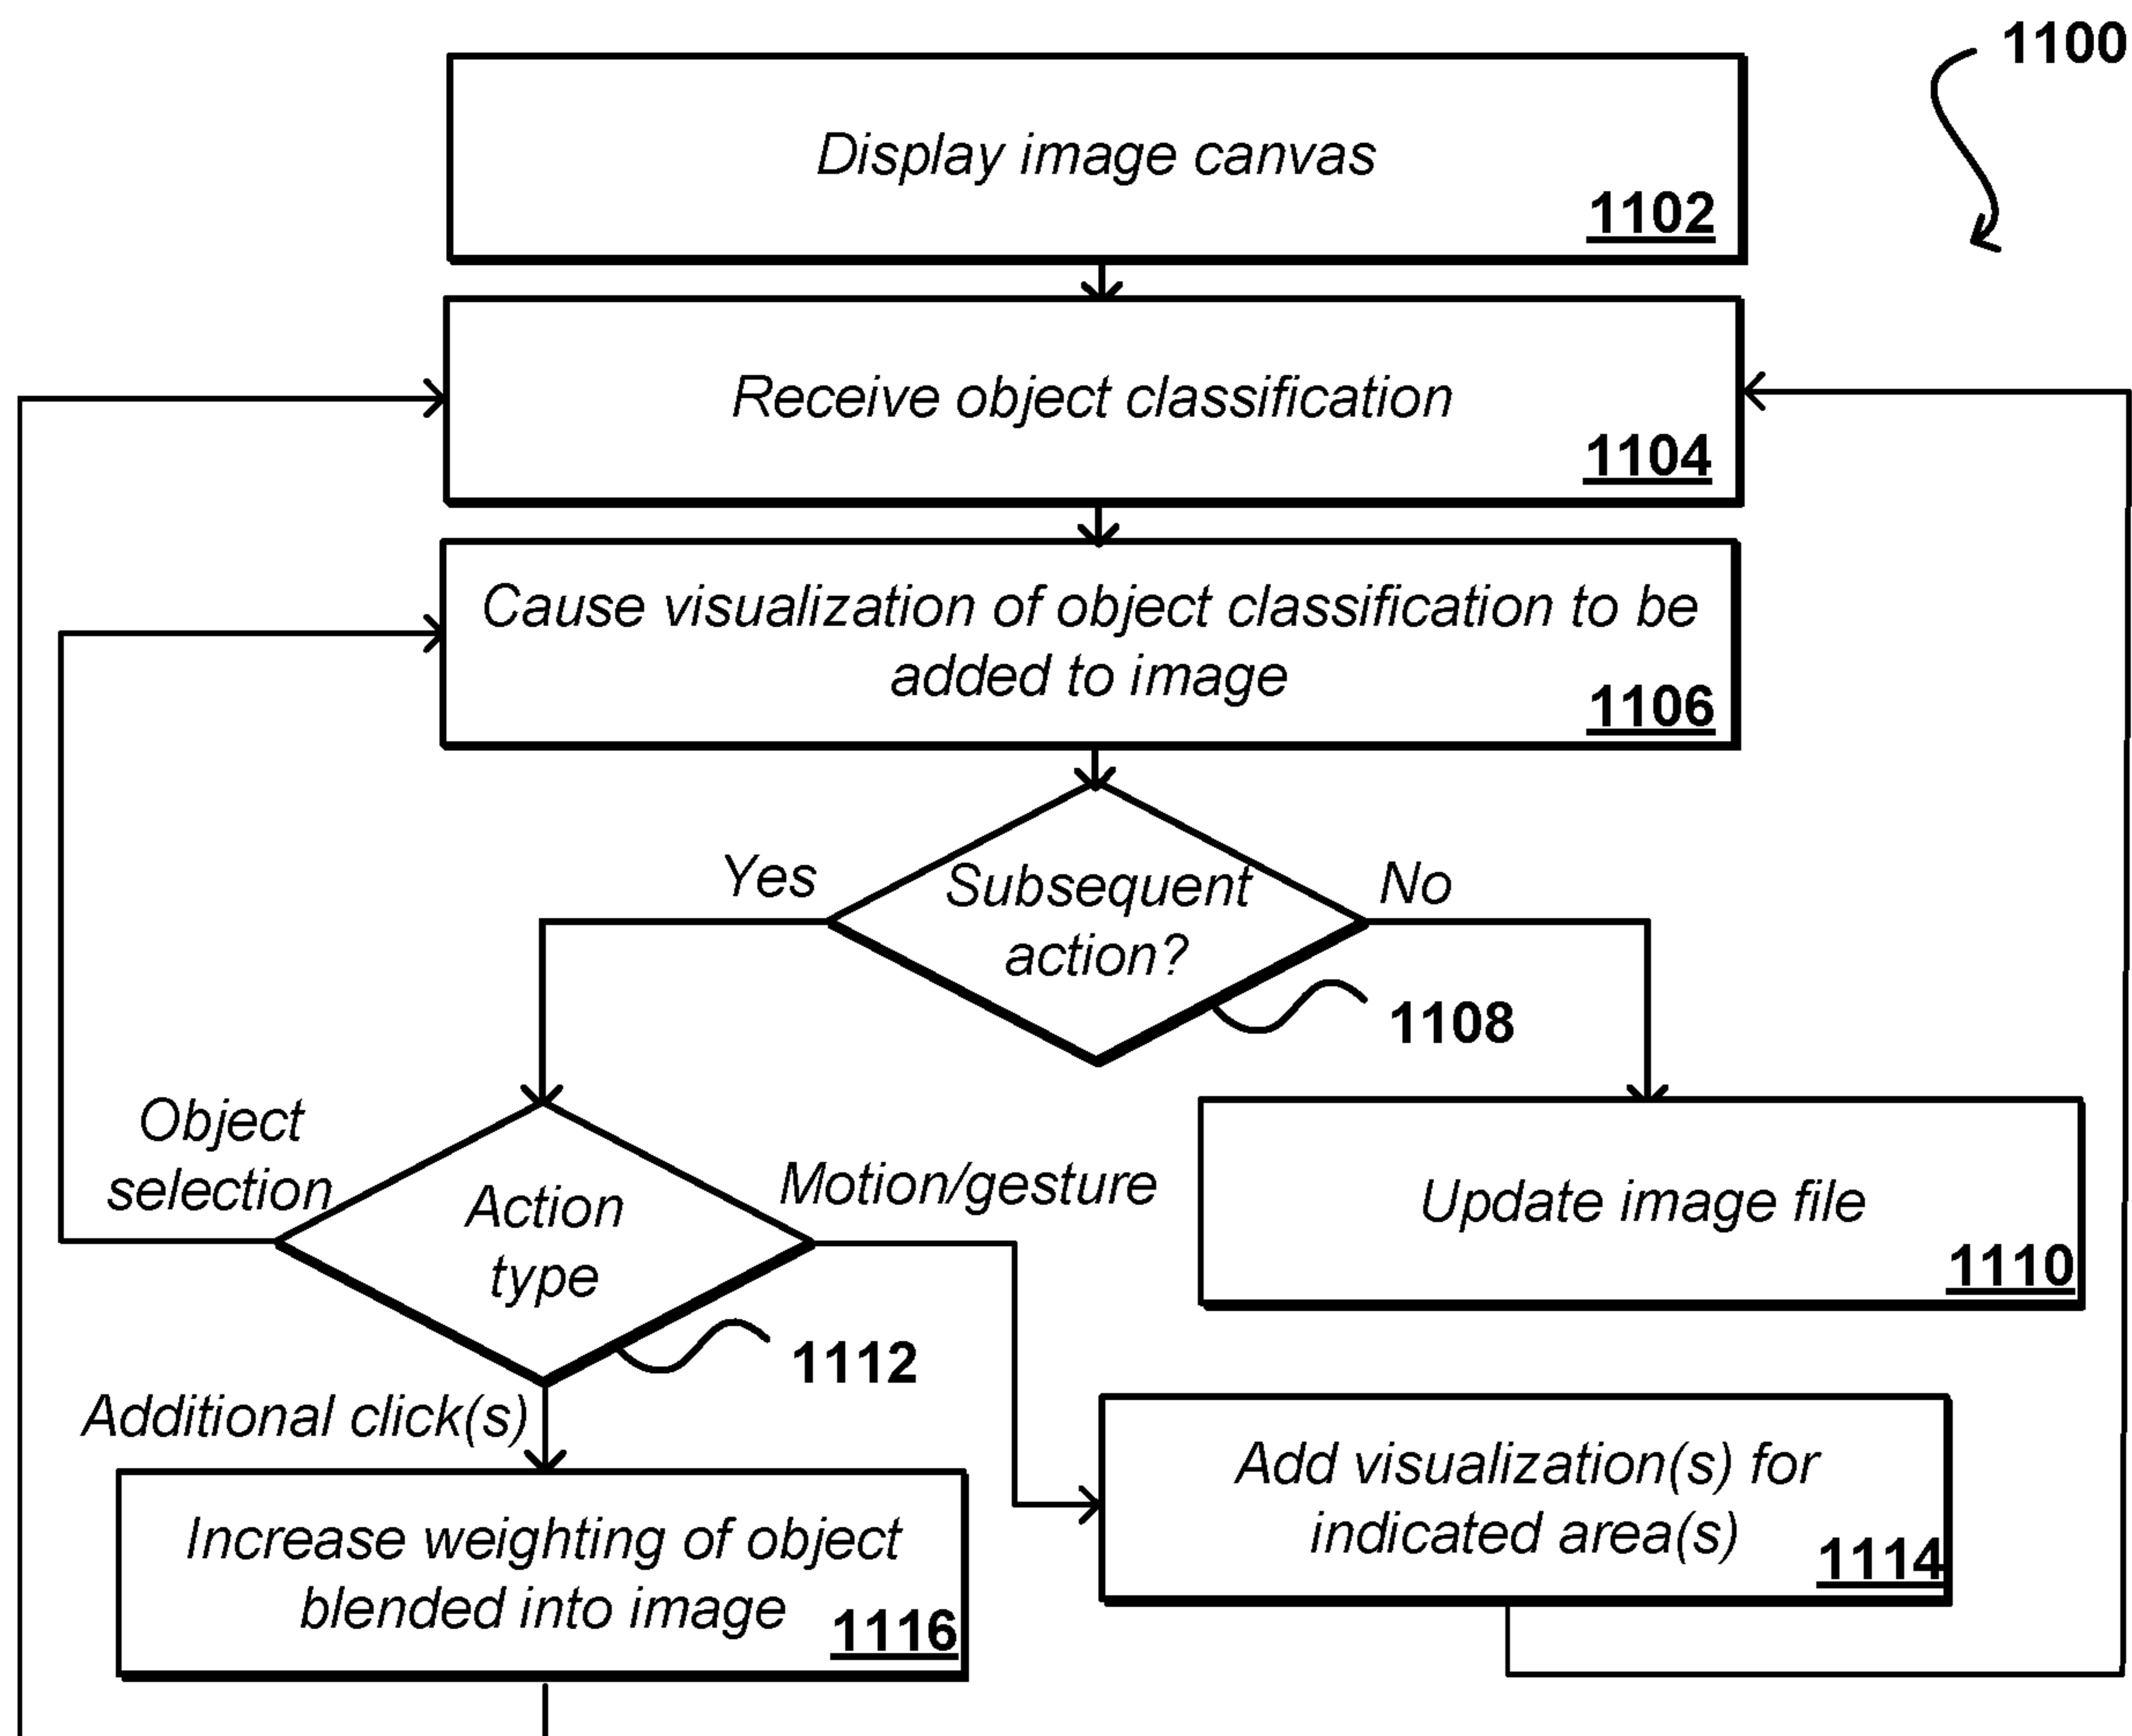 1100
Display image canvas
1102
Receive object classification
1104
Cause visualization of object classification to be
added to image
1106
Yes
Subsequent
action?
No
1108
Object
selection
Action
type
Motion/gesture
1112
Update image file
1110
Additional click(s)
Add visualization(s) for
indicated area(s)
1114
Increase weighting of object
blended into image
1116